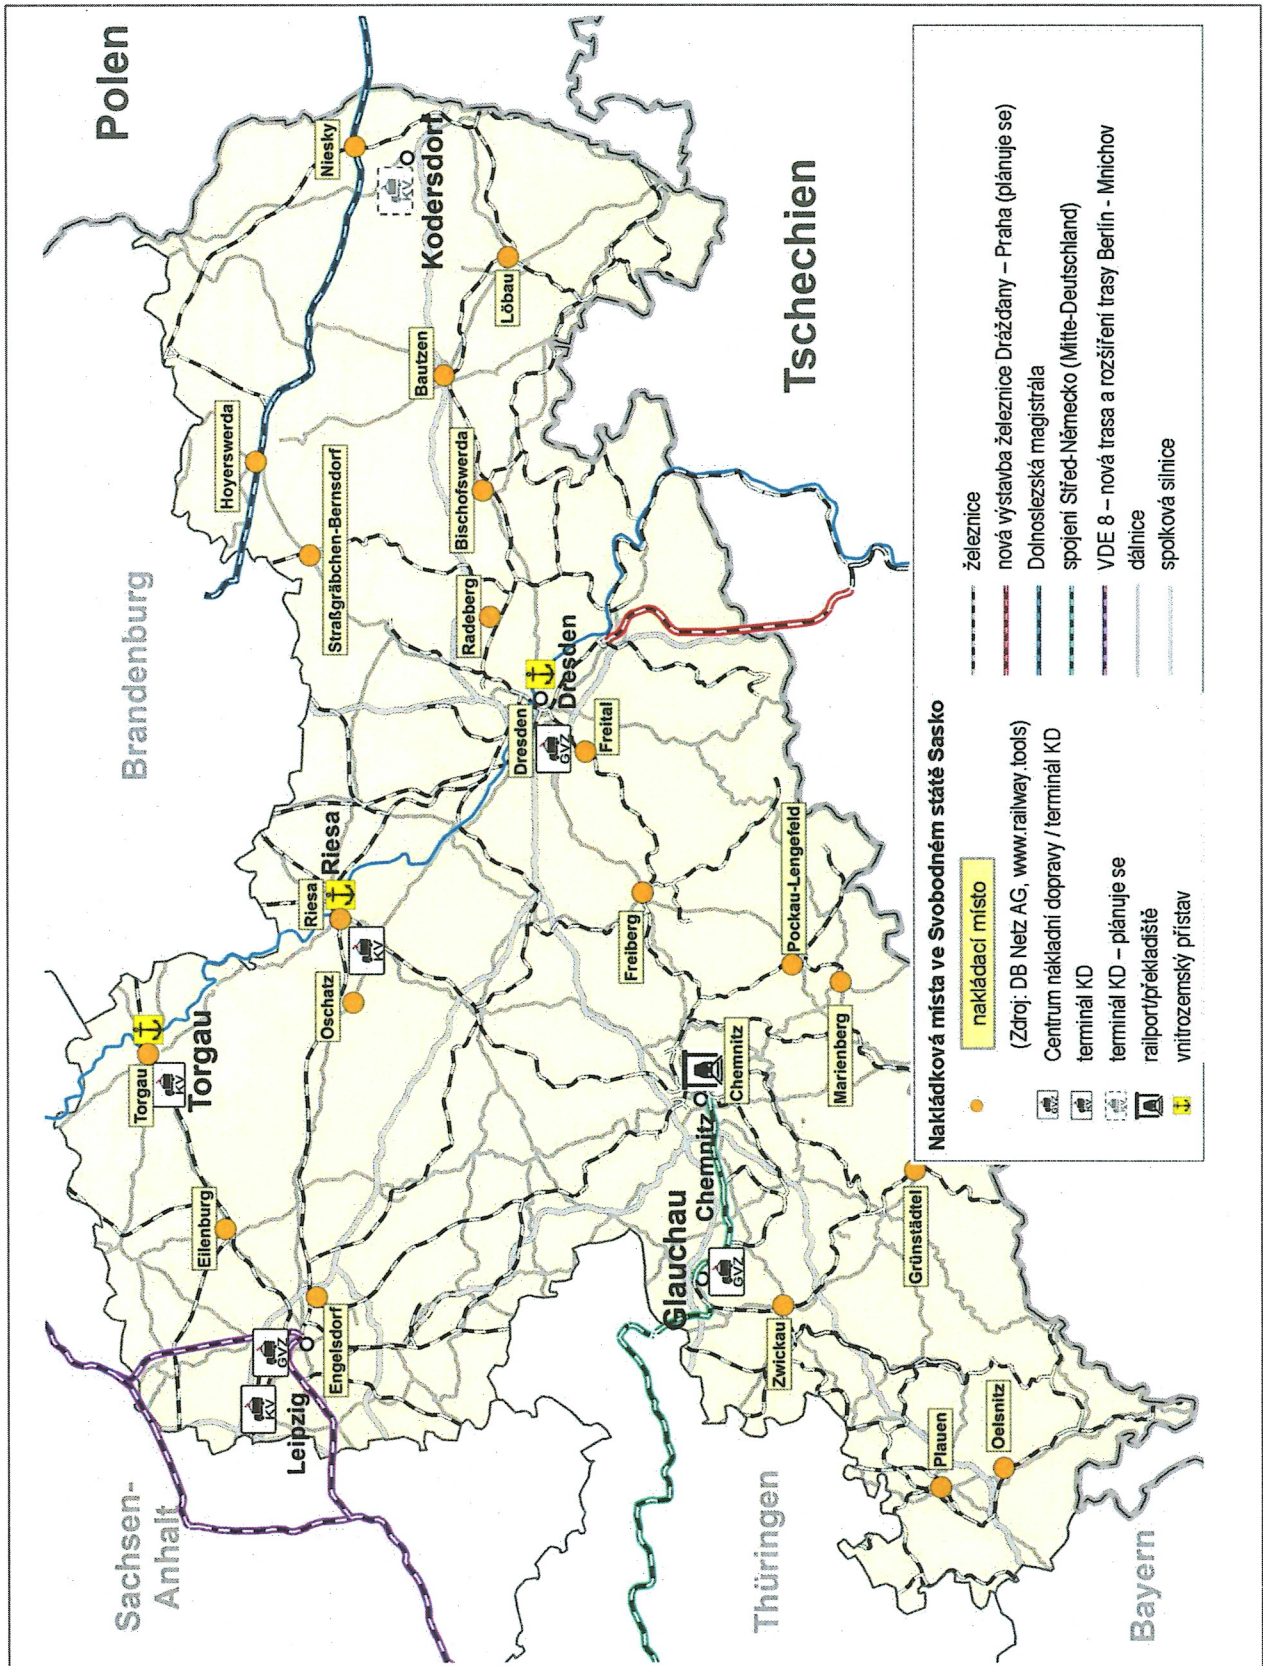 Polen
Brandenburg
Sachsen-
Anhalt
Thüringen
Bayern
Tschechien
Niesky
KV
Kodersdorf
Löbau
Bautzen
Hoyerswerda
Straßgräbchen-Bernsdorf
Bischofswerda
Radeberg
Dresden
Dresden
GVZ
Freital
Riesa
Riesa
KV
Oschatz
Torgau
Torgau
KV
Eilenburg
Engelsdorf
Leipzig
GVZ
KV
Freiberg
Pockau-Lengefeld
Marienberg
Chemnitz
Chemnitz
Glauchau
GVZ
Zwickau
Grünstädtel
Plauen
Oelsnitz
Nakládková místa ve Svobodném státě Sasko
nakládací místo
(Zdroj: DB Netz AG, www.railway.tools)
GVZ
Centrum nákladní dopravy / terminál KD
KV
terminál KD
KV
terminál KD – plánuje se
railport/překladiště
vnitrozemský přístav
železnice
nová výstavba železnice Drážďany – Praha (plánuje se)
Dolnoslezská magistrála
spojení Střed-Německo (Mitte-Deutschland)
VDE 8 – nová trasa a rozšíření trasy Berlin - Mnichov
dálnice
spolková silnice